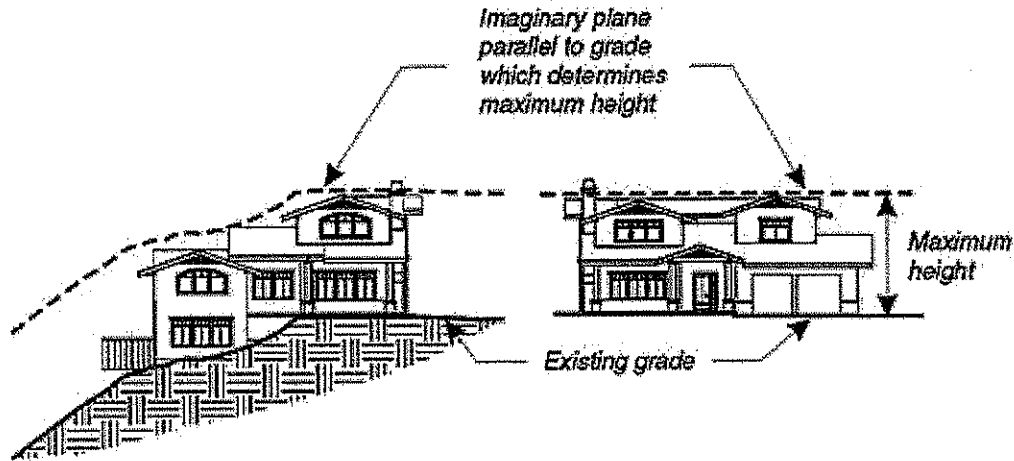 Imaginary plane
parallel to grade
which determines
maximum height
Maximum
height
Existing grade